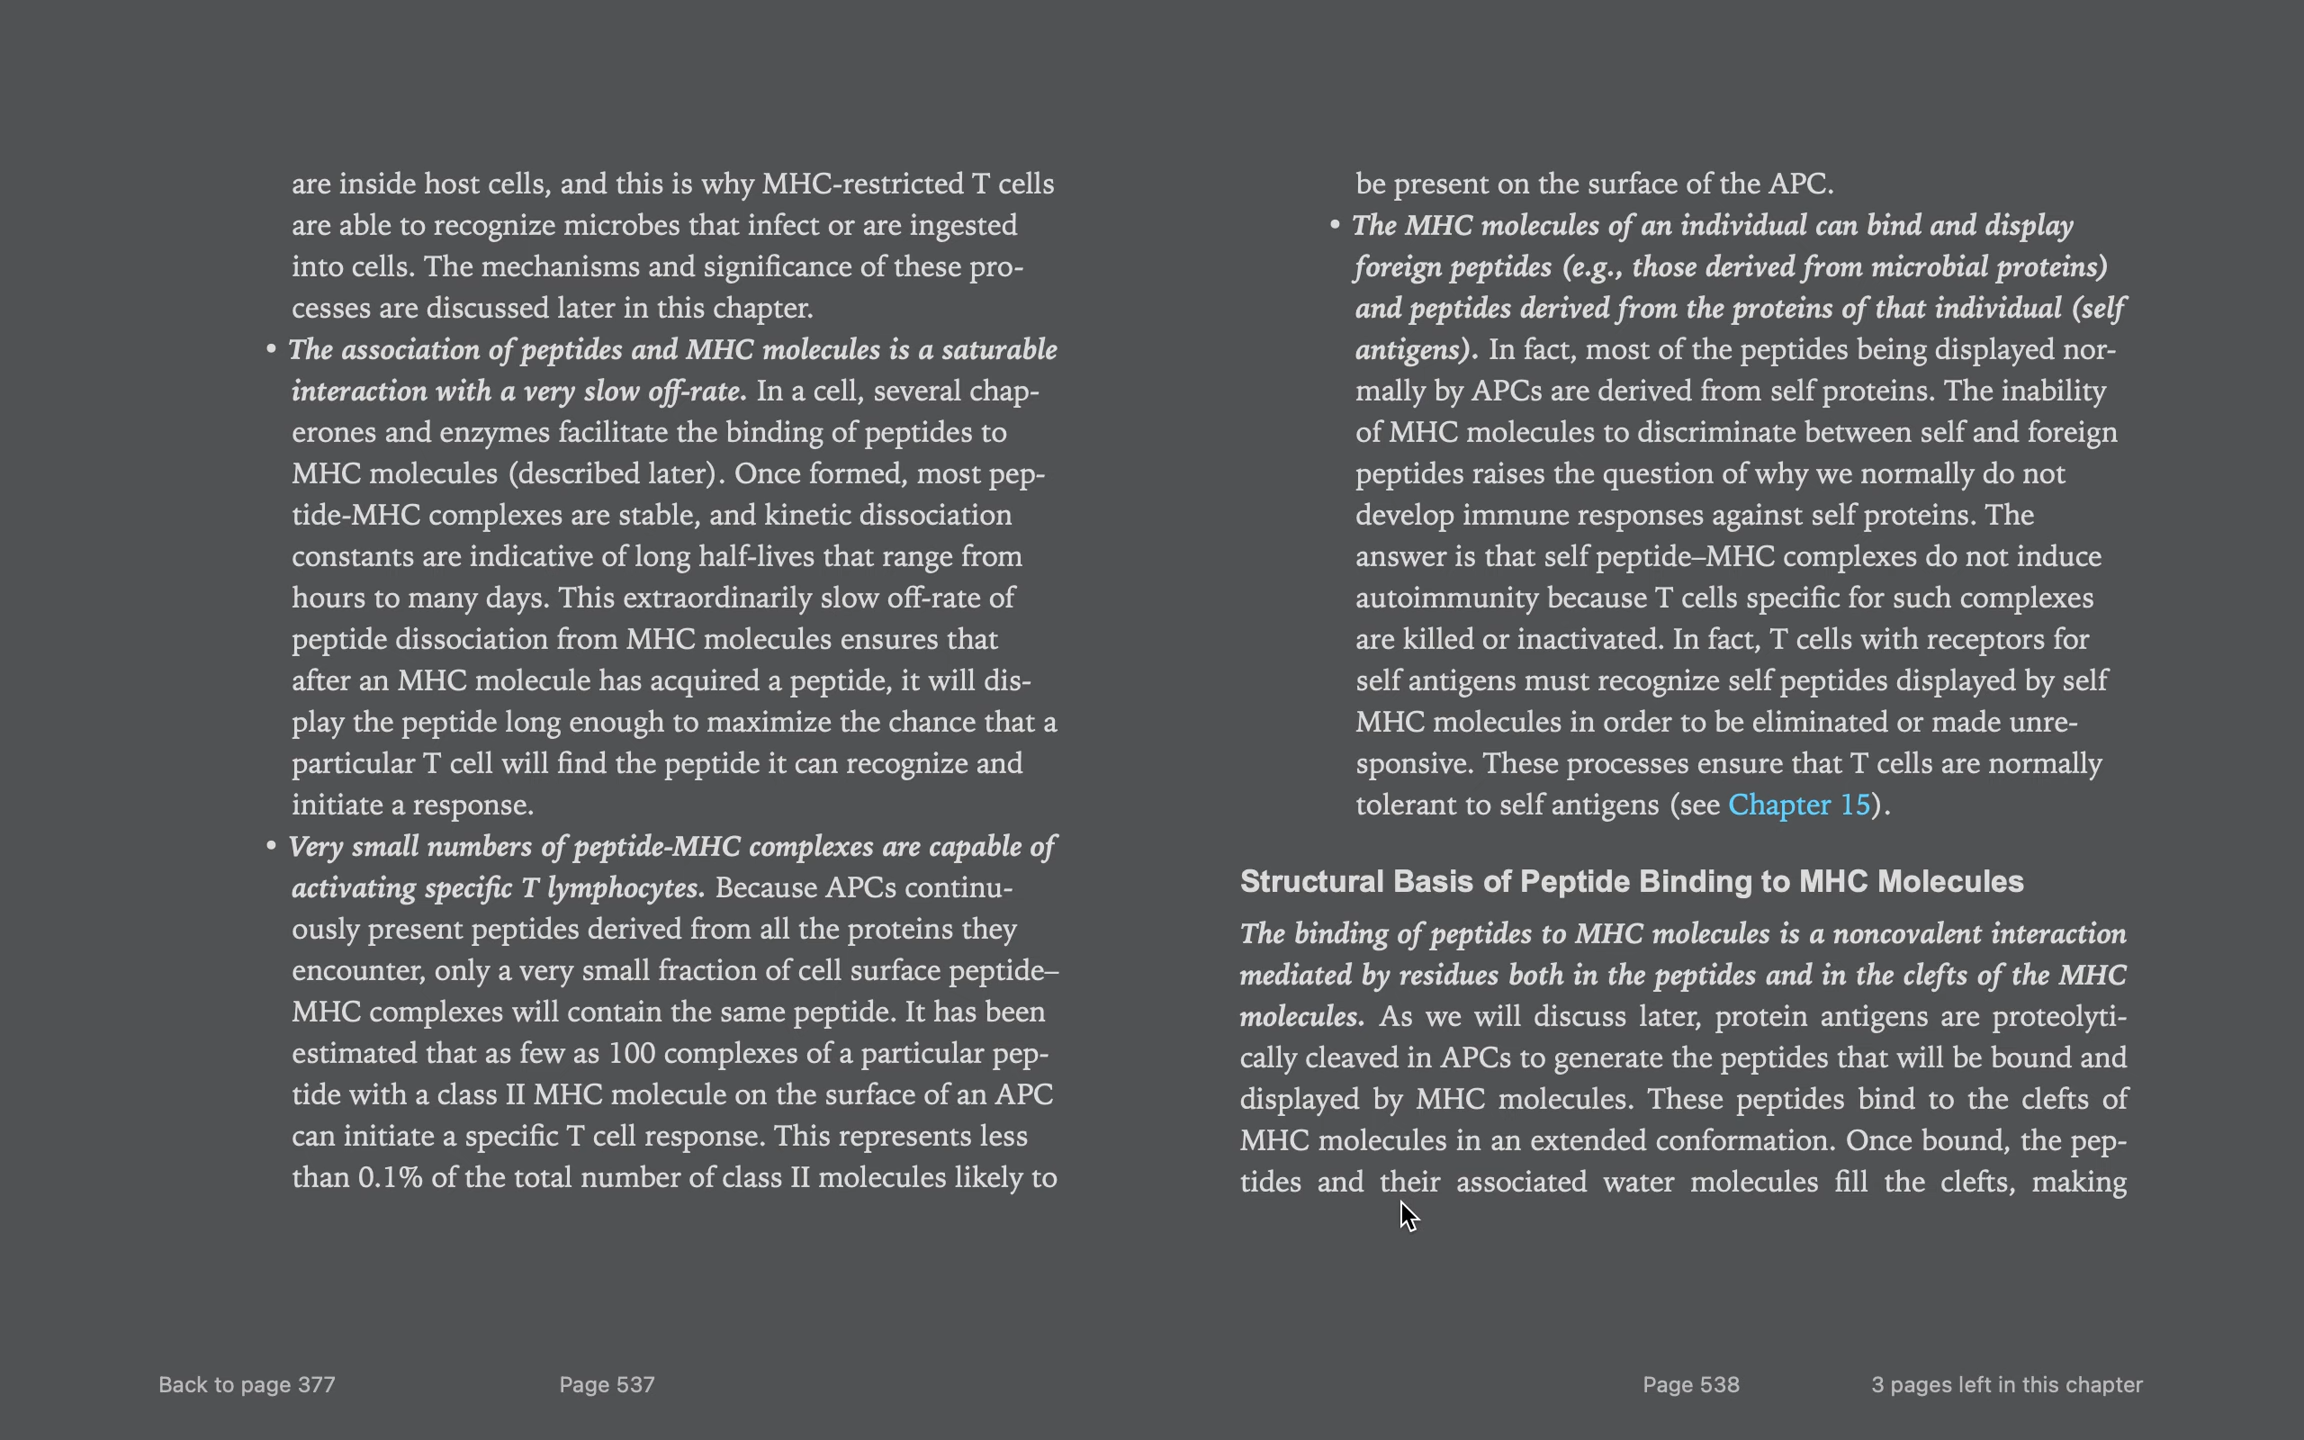 are inside host cells, and this is why MHC-restricted T cells
are able to recognize microbes that infect or are ingested
into cells. The mechanisms and significance of these pro-
cesses are discussed later in this chapter.
• The association of peptides and MHC molecules is a saturable
interaction with a very slow off-rate. In a cell, several chap-
erones and enzymes facilitate the binding of peptides to
MHC molecules (described later). Once formed, most pep-
tide-MHC complexes are stable, and kinetic dissociation
constants are indicative of long half-lives that range from
hours to many days. This extraordinarily slow off-rate of
peptide dissociation from MHC molecules ensures that
after an MHC molecule has acquired a peptide, it will dis-
play the peptide long enough to maximize the chance that a
particular T cell will find the peptide it can recognize and
initiate a response.
• Very small numbers of peptide-MHC complexes are capable of
activating specific T lymphocytes. Because APCs continu-
ously present peptides derived from all the proteins they
encounter, only a very small fraction of cell surface peptide–
MHC complexes will contain the same peptide. It has been
estimated that as few as 100 complexes of a particular pep-
tide with a class II MHC molecule on the surface of an APC
can initiate a specific T cell response. This represents less
than 0.1% of the total number of class II molecules likely to
be present on the surface of the APC.
• The MHC molecules of an individual can bind and display
foreign peptides (e.g., those derived from microbial proteins)
and peptides derived from the proteins of that individual (self
antigens). In fact, most of the peptides being displayed nor-
mally by APCs are derived from self proteins. The inability
of MHC molecules to discriminate between self and foreign
peptides raises the question of why we normally do not
develop immune responses against self proteins. The
answer is that self peptide–MHC complexes do not induce
autoimmunity because T cells specific for such complexes
are killed or inactivated. In fact, T cells with receptors for
self antigens must recognize self peptides displayed by self
MHC molecules in order to be eliminated or made unre-
sponsive. These processes ensure that T cells are normally
tolerant to self antigens (see Chapter 15).
Structural Basis of Peptide Binding to MHC Molecules
The binding of peptides to MHC molecules is a noncovalent interaction
mediated by residues both in the peptides and in the clefts of the MHC
molecules. As we will discuss later, protein antigens are proteolyti-
cally cleaved in APCs to generate the peptides that will be bound and
displayed by MHC molecules. These peptides bind to the clefts of
MHC molecules in an extended conformation. Once bound, the pep-
tides and their associated water molecules fill the clefts, making
Back to page 377
Page 537
Page 538
3 pages left in this chapter